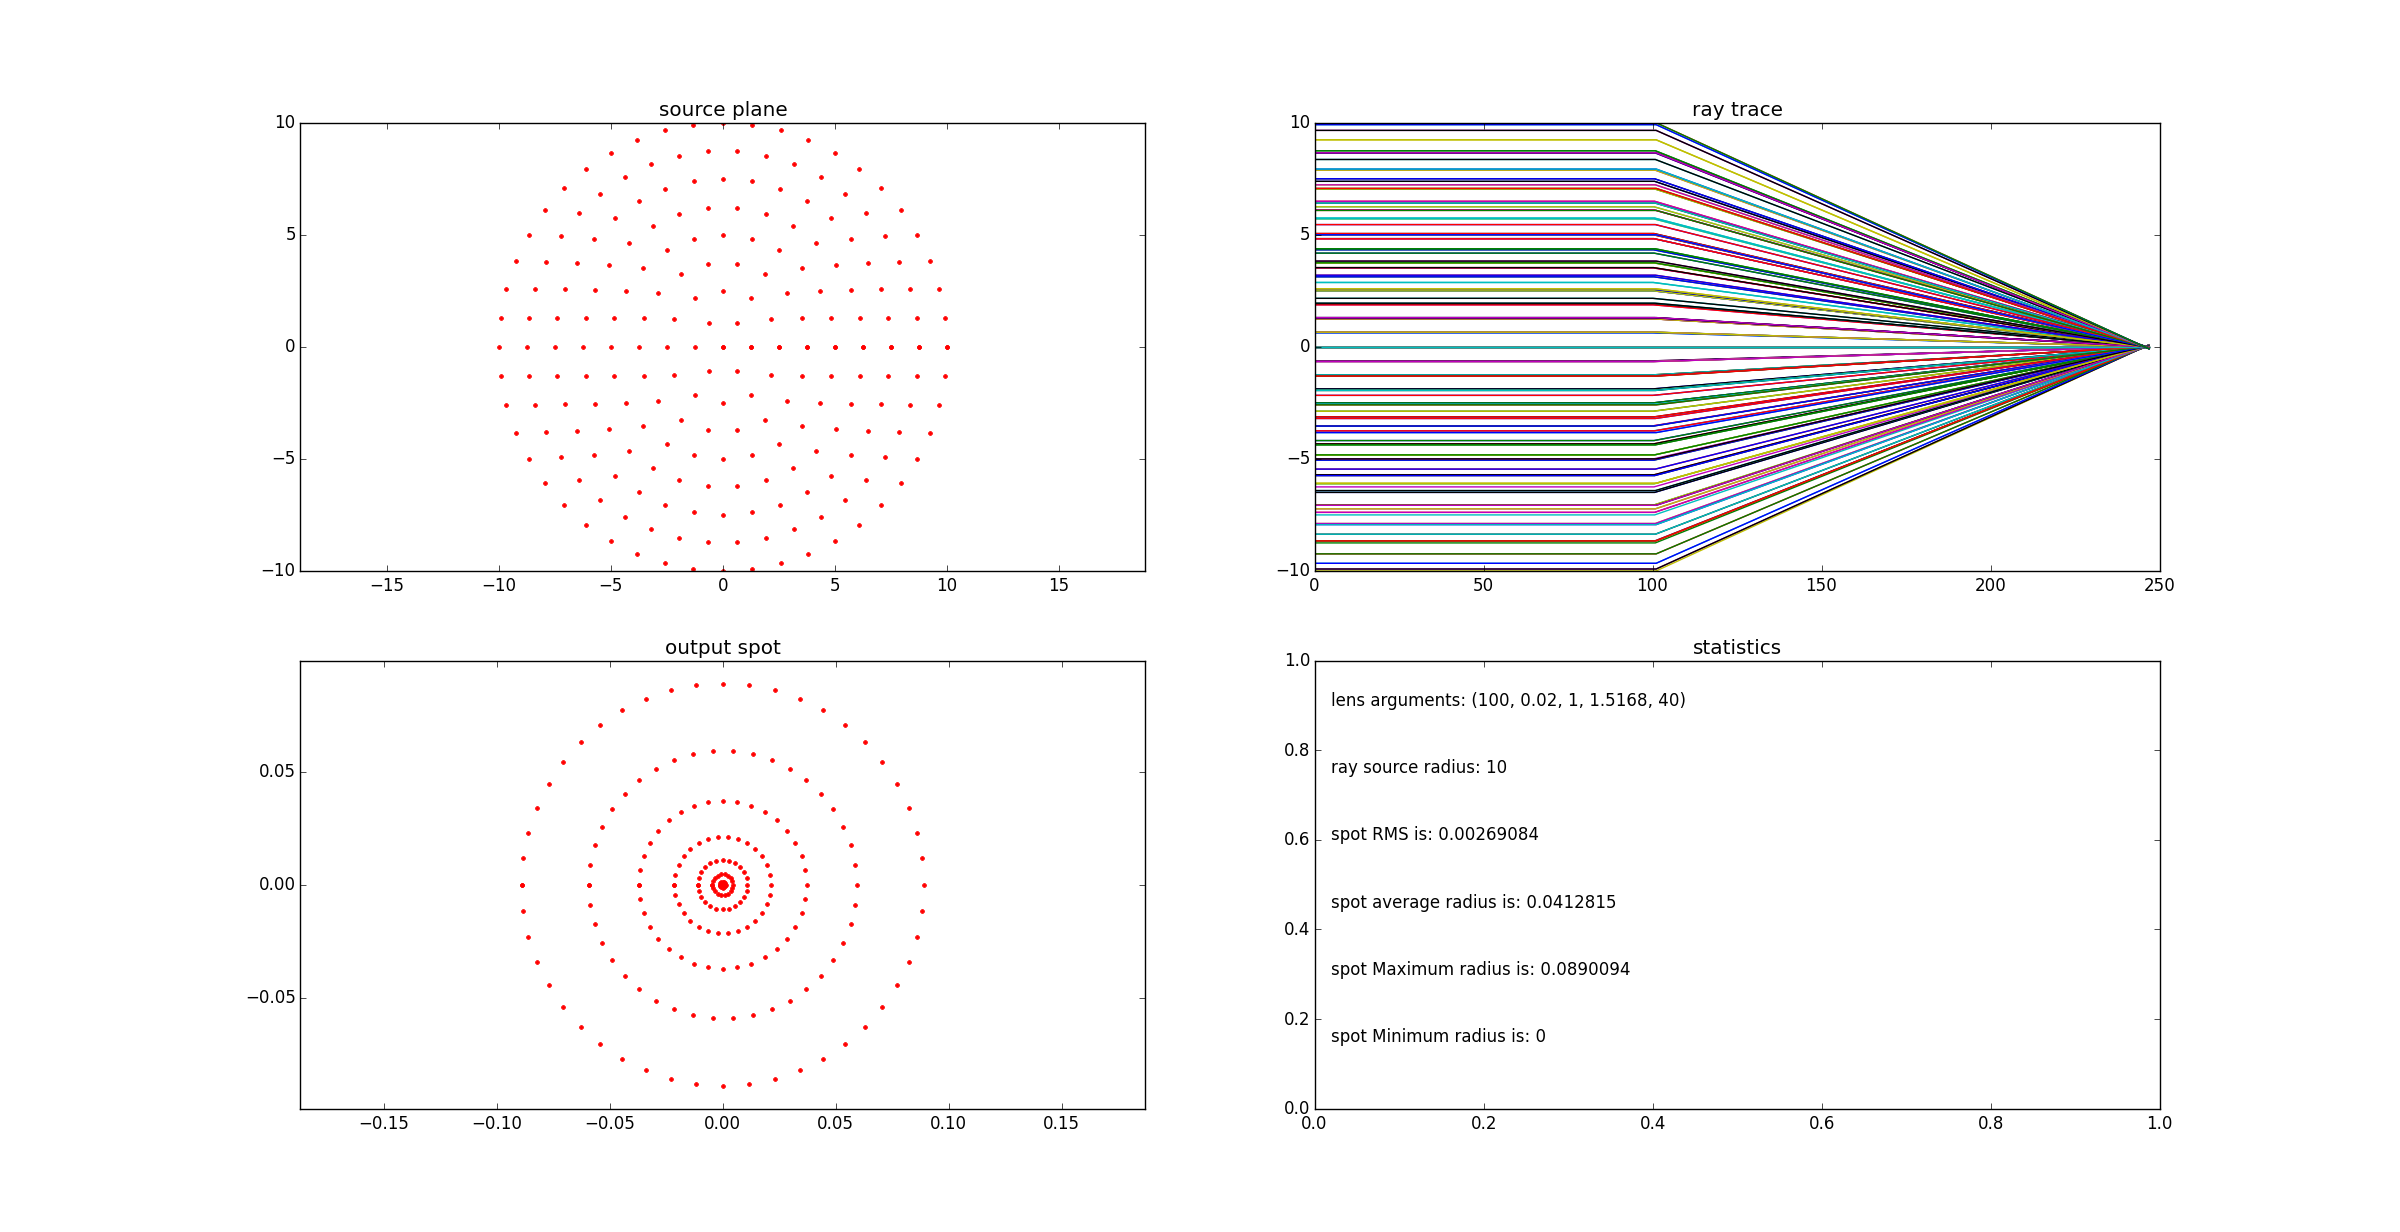 source plane
10
5
0
−5
−10
−15 −10 −5 0 5 10 15
ray trace
10
5
0
−5
−10
0 50 100 150 200 250
output spot
0.05
0.00
−0.05
−0.15 −0.10 −0.05 0.00 0.05 0.10 0.15
statistics
1.0
lens arguments: (100, 0.02, 1, 1.5168, 40)
0.8
ray source radius: 10
0.6
spot RMS is: 0.00269084
spot average radius is: 0.0412815
0.4
spot Maximum radius is: 0.0890094
0.2
spot Minimum radius is: 0
0.0
0.0 0.2 0.4 0.6 0.8 1.0